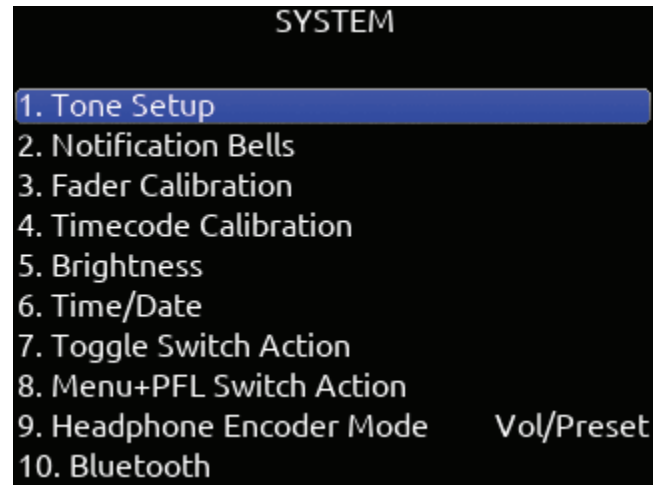 SYSTEM
1. Tone Setup
2. Notification Bells
3. Fader Calibration
4. Timecode Calibration
5. Brightness
6. Time/Date
7. Toggle Switch Action
8. Menu+PFL Switch Action
9. Headphone Encoder Mode Vol/Preset
10. Bluetooth